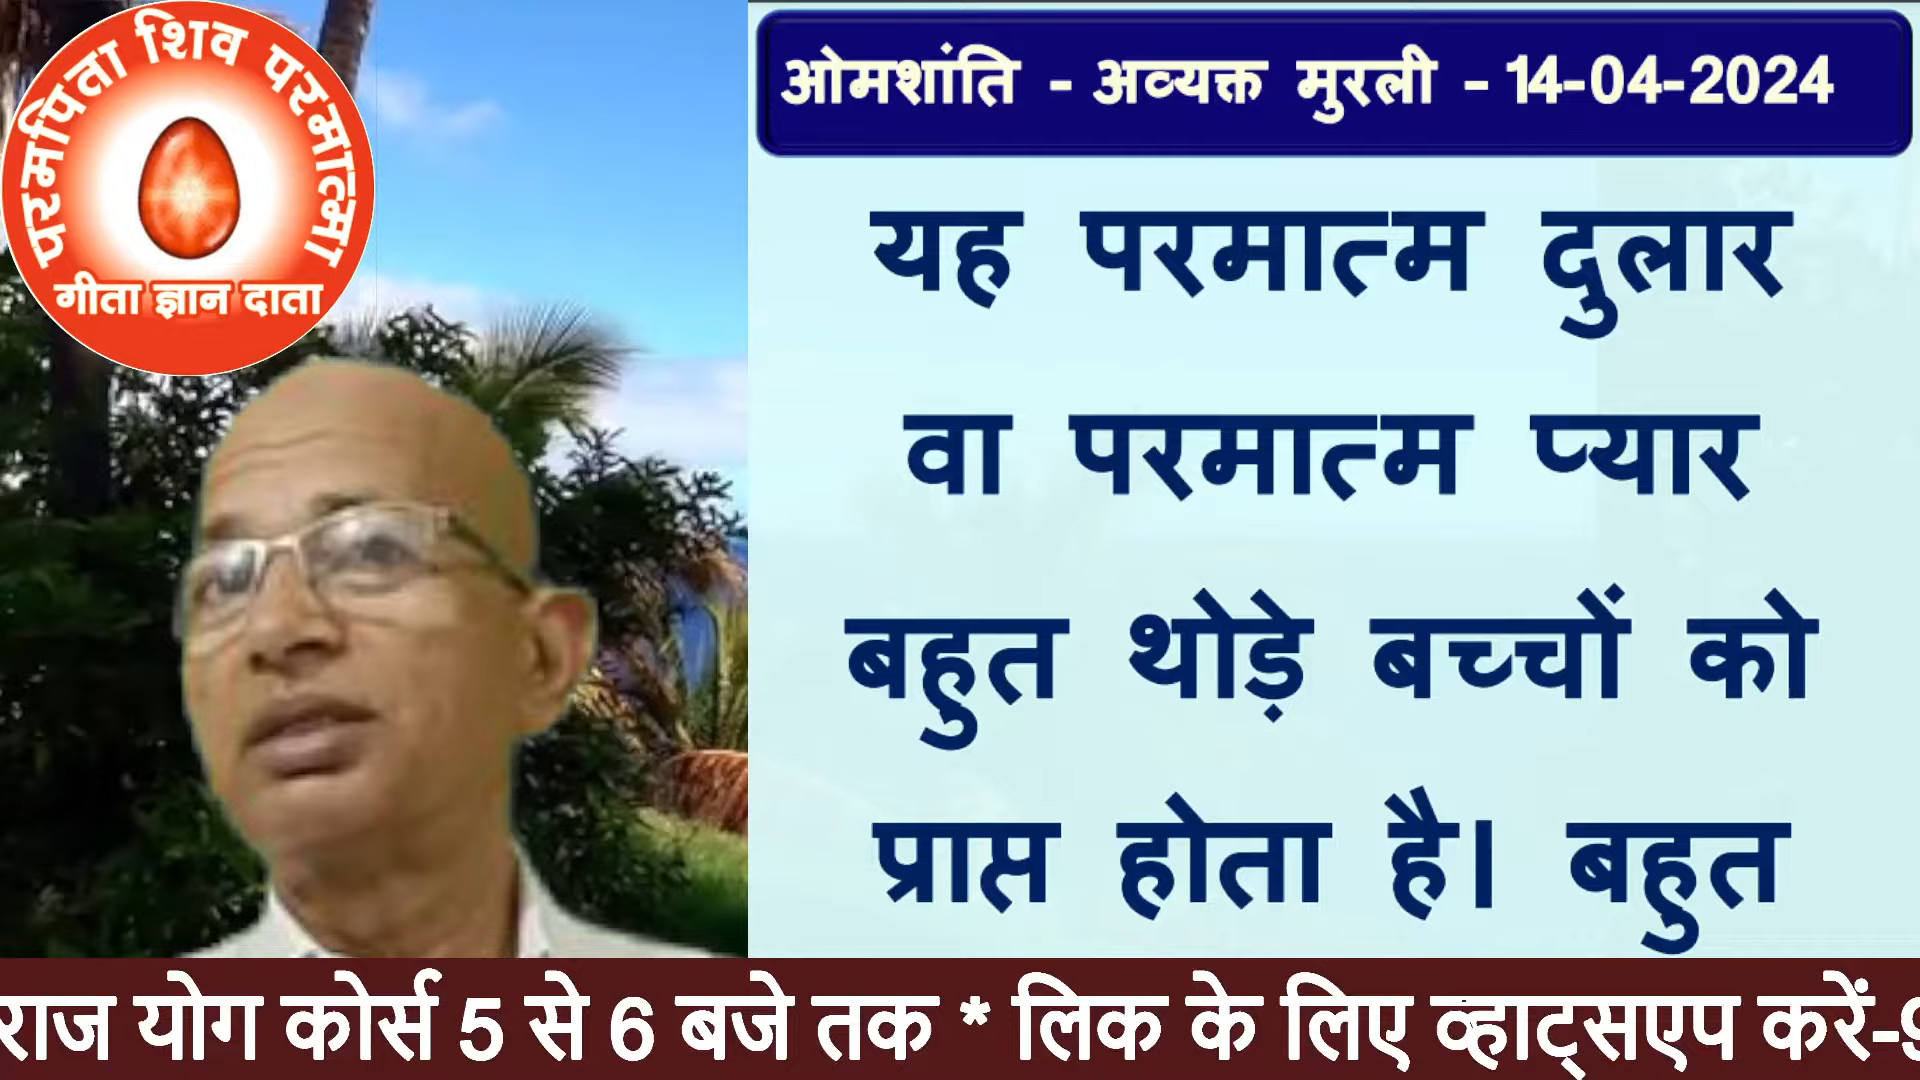 परमपिता शिव परमात्मा
गीता ज्ञान दाता
ओमशांति - अव्यक्त मुरली - 14-04-2024
यह परमात्म दुलार
वा परमात्म प्यार
बहुत थोड़े बच्चों को
प्राप्त होता है। बहुत
राज योग कोर्स 5 से 6 बजे तक * लिंक के लिए व्हाट्सएप करें-9